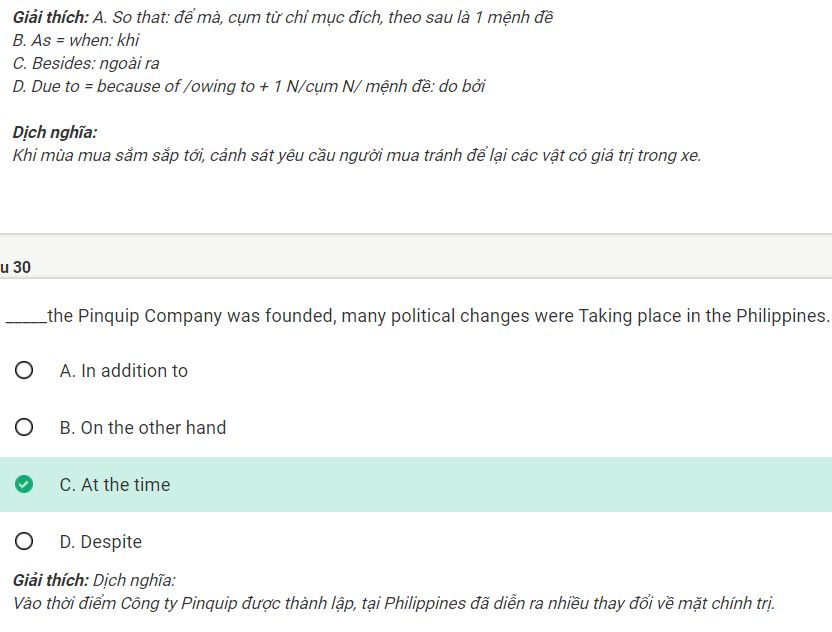 Giải thích: A. So that: để mà, cụm từ chỉ mục đích, theo sau là 1 mệnh đề
B. As = when: khi
C. Besides: ngoài ra
D. Due to = because of /owing to + 1 N/cụm N/ mệnh đề: do bởi
Dịch nghĩa:
Khi mùa mua sắm sắp tới, cảnh sát yêu cầu người mua tránh để lại các vật có giá trị trong xe.
u 30
_____the Pinquip Company was founded, many political changes were Taking place in the Philippines.
A. In addition to
B. On the other hand
C. At the time
D. Despite
Giải thích: Dịch nghĩa:
Vào thời điểm Công ty Pinquip được thành lập, tại Philippines đã diễn ra nhiều thay đổi về mặt chính trị.